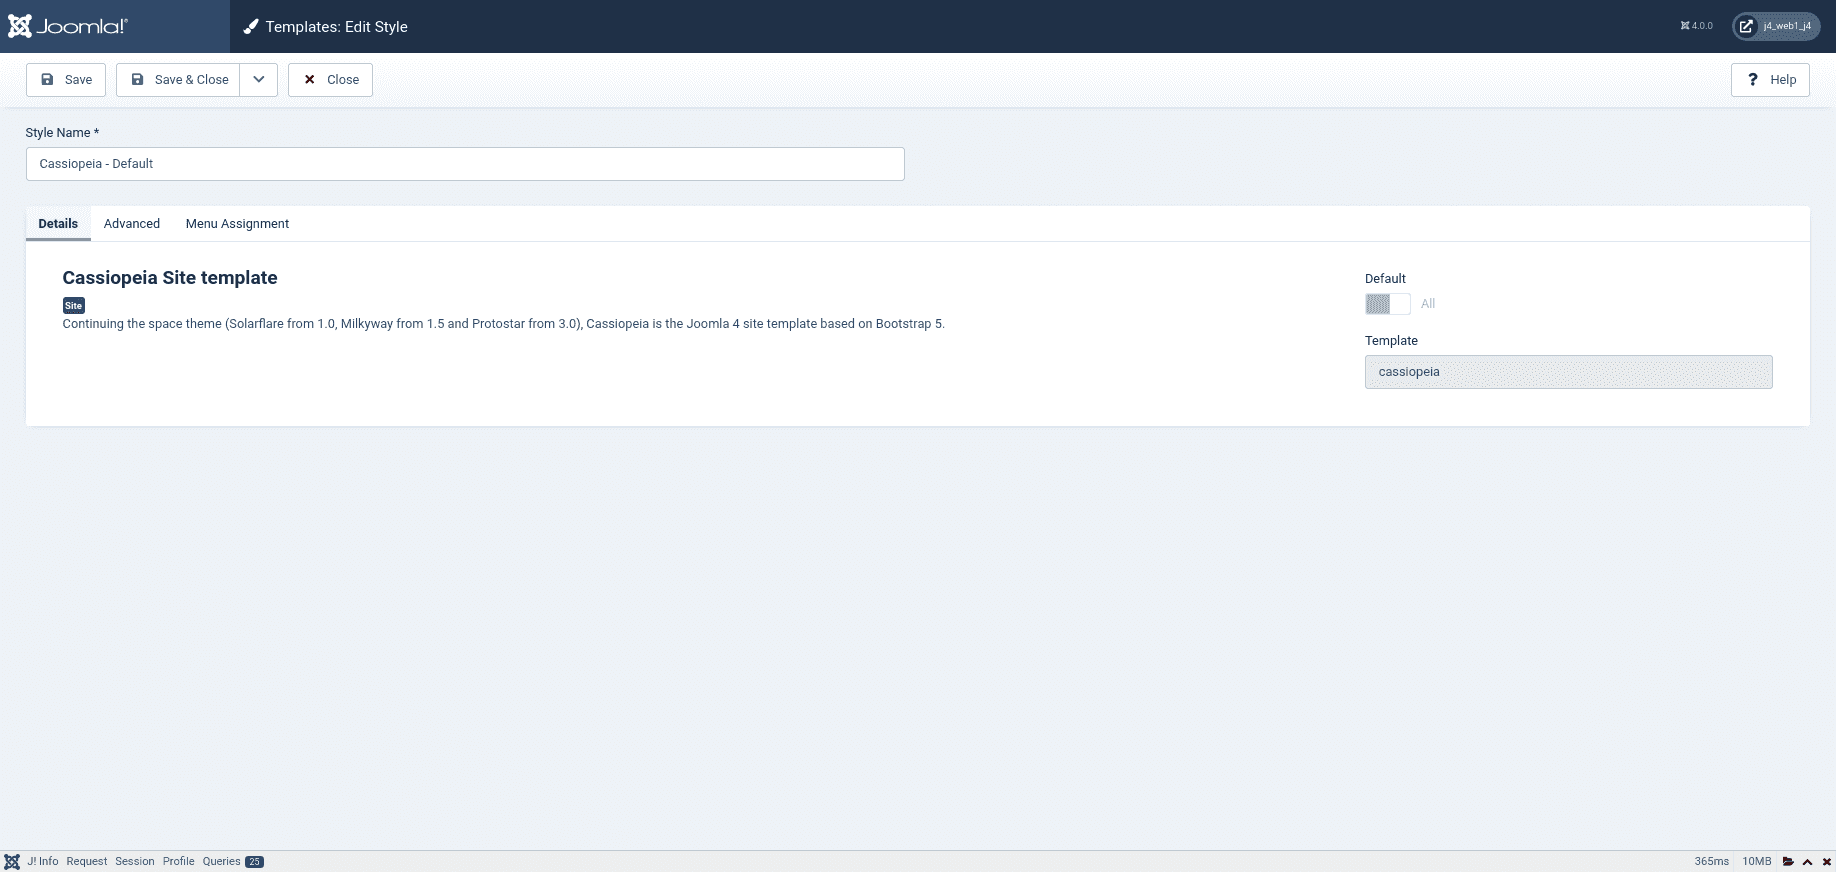 Joomla!
Templates: Edit Style
4.0.0
j4_web1_j4
Save
Save & Close
Close
? Help
Style Name *
Cassiopeia - Default
Details
Advanced
Menu Assignment
Cassiopeia Site template
Site
Continuing the space theme (Solarflare from 1.0, Milkyway from 1.5 and Protostar from 3.0), Cassiopeia is the Joomla 4 site template based on Bootstrap 5.
Default
All
Template
cassiopeia
J! Info
Request
Session
Profile
Queries 25
365ms
10MB